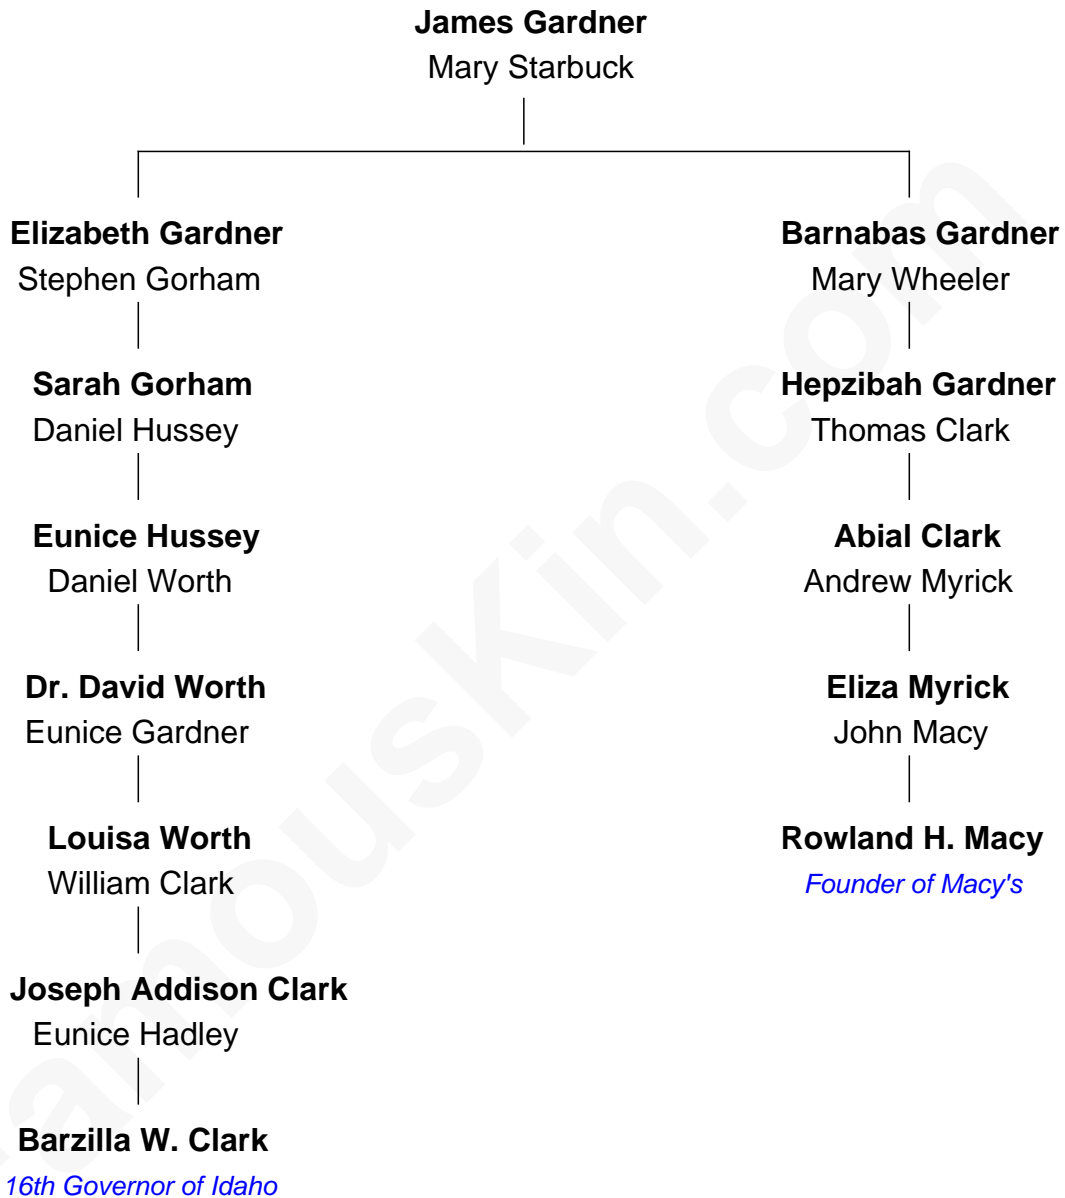 James Gardner
Mary Starbuck
Elizabeth Gardner
Stephen Gorham
Sarah Gorham
Daniel Hussey
Eunice Hussey
Daniel Worth
Dr. David Worth
Eunice Gardner
Louisa Worth
William Clark
Joseph Addison Clark
Eunice Hadley
Barzilla W. Clark
16th Governor of Idaho
Barnabas Gardner
Mary Wheeler
Hepzibah Gardner
Thomas Clark
Abial Clark
Andrew Myrick
Eliza Myrick
John Macy
Rowland H. Macy
Founder of Macy's
famouskin.com